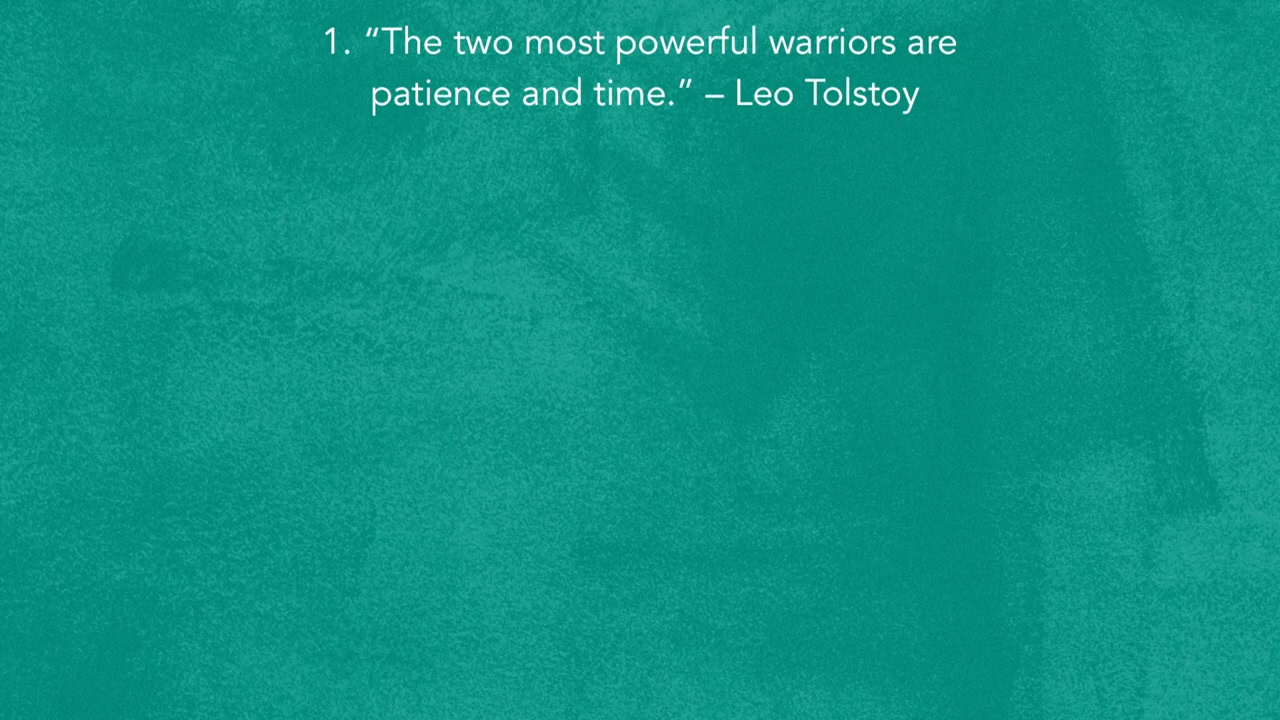 1. “The two most powerful warriors are
patience and time.” – Leo Tolstoy